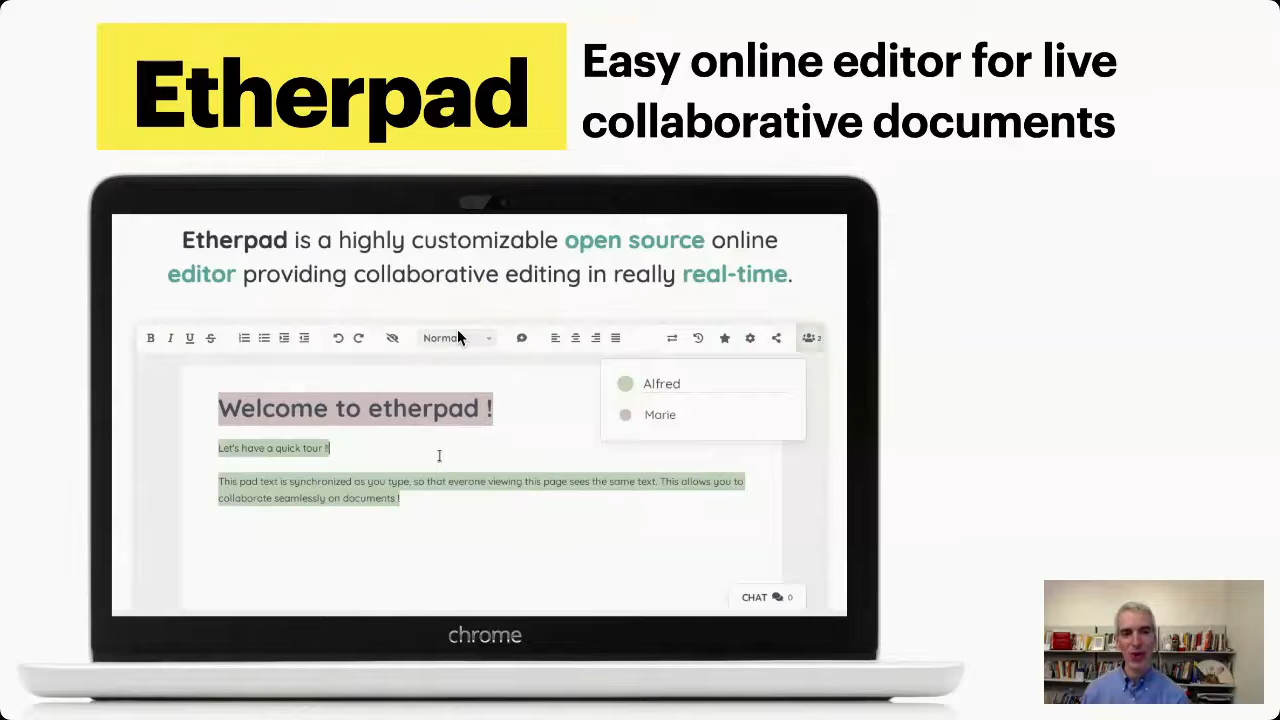 Etherpad
Easy online editor for live
collaborative documents
Etherpad is a highly customizable open source online
editor providing collaborative editing in really real-time.
B I U S Normal 2
Alfred
Marie
Welcome to etherpad !
Let's have a quick tour !
This pad text is synchronized as you type, so that everone viewing this page sees the same text. This allows you to
collaborate seamlessly on documents !
CHAT 0
chrome